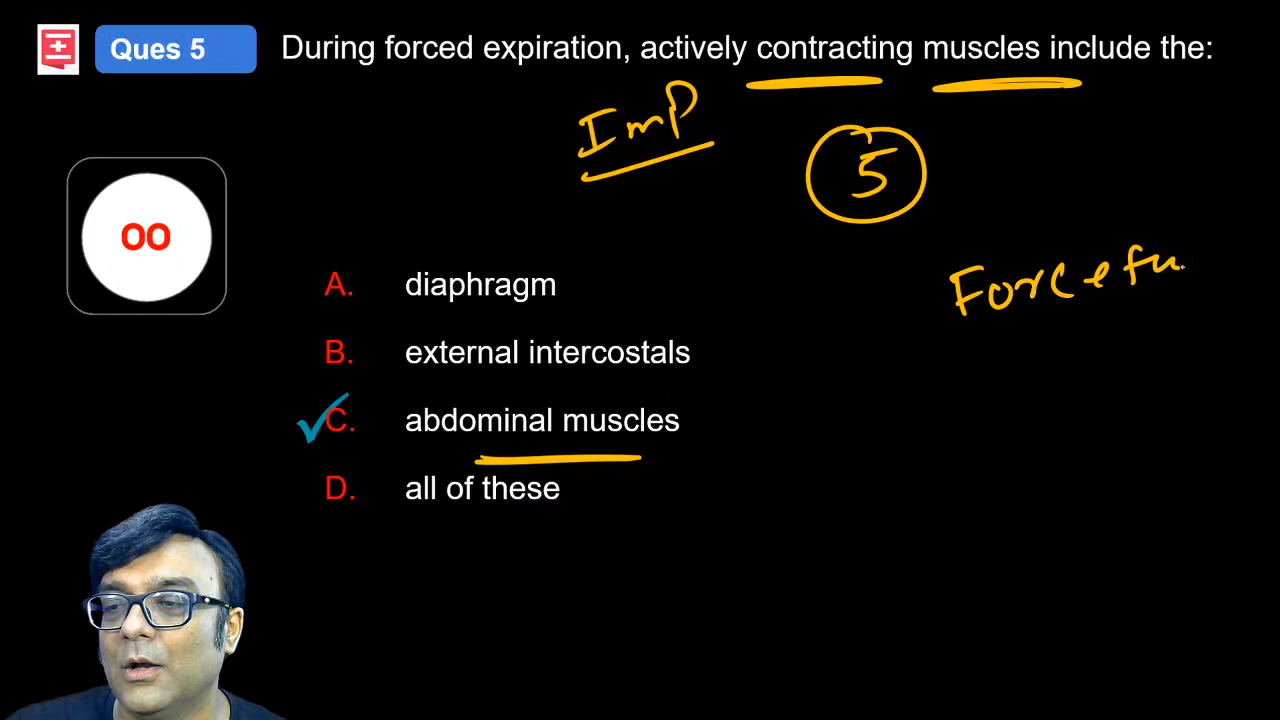 Ques 5
During forced expiration, actively contracting muscles include the:
Imp
5
00
Forcefu
A. diaphragm
B. external intercostals
C. abdominal muscles
D. all of these